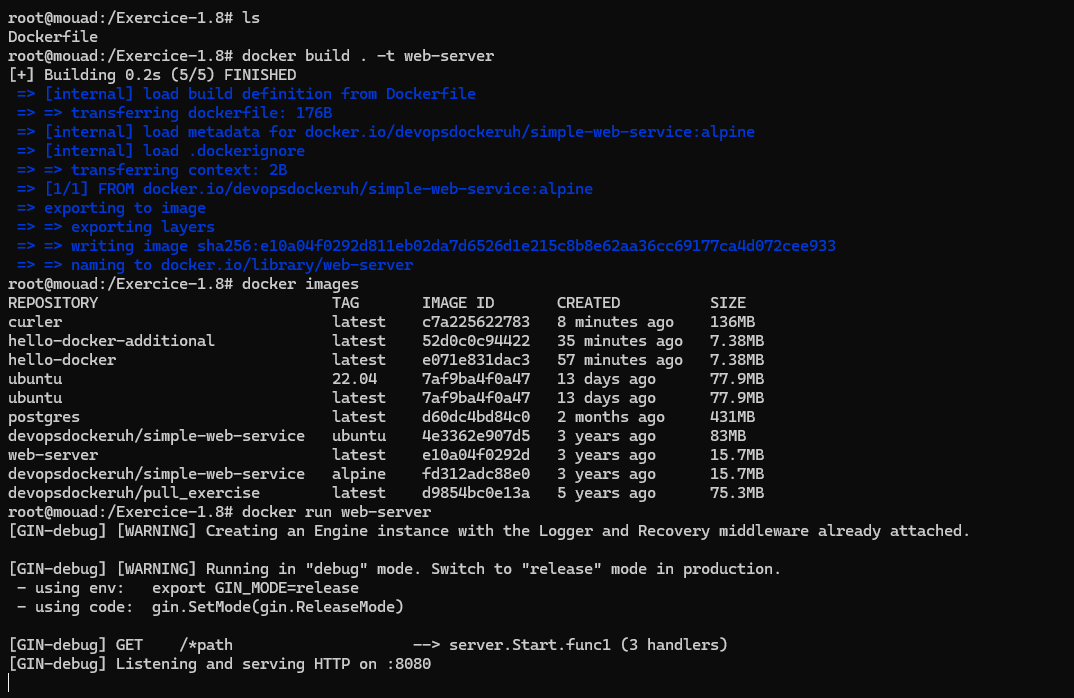 root@mouad:/Exercice-1.8# ls
Dockerfile
root@mouad:/Exercice-1.8# docker build . -t web-server
[+] Building 0.2s (5/5) FINISHED
 => [internal] load build definition from Dockerfile
 => => transferring dockerfile: 176B
 => [internal] load metadata for docker.io/devopsdockeruh/simple-web-service:alpine
 => [internal] load .dockerignore
 => => transferring context: 2B
 => [1/1] FROM docker.io/devopsdockeruh/simple-web-service:alpine
 => exporting to image
 => => exporting layers
 => => writing image sha256:e10a04f0292d811eb02da7d6526d1e215c8b8e62aa36cc69177ca4d072cee933
 => => naming to docker.io/library/web-server
root@mouad:/Exercice-1.8# docker images
REPOSITORY                          TAG       IMAGE ID       CREATED          SIZE
curler                              latest    c7a225622783   8 minutes ago    136MB
hello-docker-additional             latest    52d0c0c94422   35 minutes ago   7.38MB
hello-docker                        latest    e071e831dac3   57 minutes ago   7.38MB
ubuntu                              22.04     7af9ba4f0a47   13 days ago      77.9MB
ubuntu                              latest    7af9ba4f0a47   13 days ago      77.9MB
postgres                            latest    d60dc4bd84c0   2 months ago     431MB
devopsdockeruh/simple-web-service   ubuntu    4e3362e907d5   3 years ago      83MB
web-server                          latest    e10a04f0292d   3 years ago      15.7MB
devopsdockeruh/simple-web-service   alpine    fd312adc88e0   3 years ago      15.7MB
devopsdockeruh/pull_exercise        latest    d9854bc0e13a   5 years ago      75.3MB
root@mouad:/Exercice-1.8# docker run web-server
[GIN-debug] [WARNING] Creating an Engine instance with the Logger and Recovery middleware already attached.
[GIN-debug] [WARNING] Running in "debug" mode. Switch to "release" mode in production.
 - using env:   export GIN_MODE=release
 - using code:  gin.SetMode(gin.ReleaseMode)
[GIN-debug] GET    /*path                    --> server.Start.func1 (3 handlers)
[GIN-debug] Listening and serving HTTP on :8080